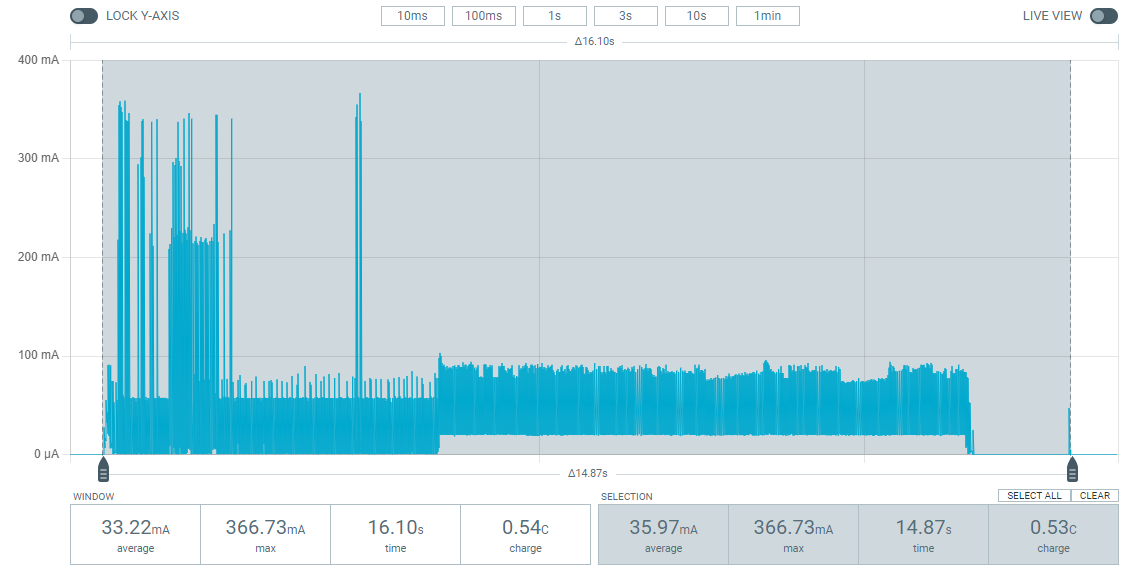 LOCK Y-AXIS 10ms 100ms 1s 3s 10s 1min LIVE VIEW
Δ16.10s
400 mA
300 mA
200 mA
100 mA
0 µA
Δ14.87s
WINDOW SELECTION SELECT ALL CLEAR
33.22mA 366.73mA 16.10s 0.54C 35.97mA 366.73mA 14.87s 0.53C
average max time charge average max time charge